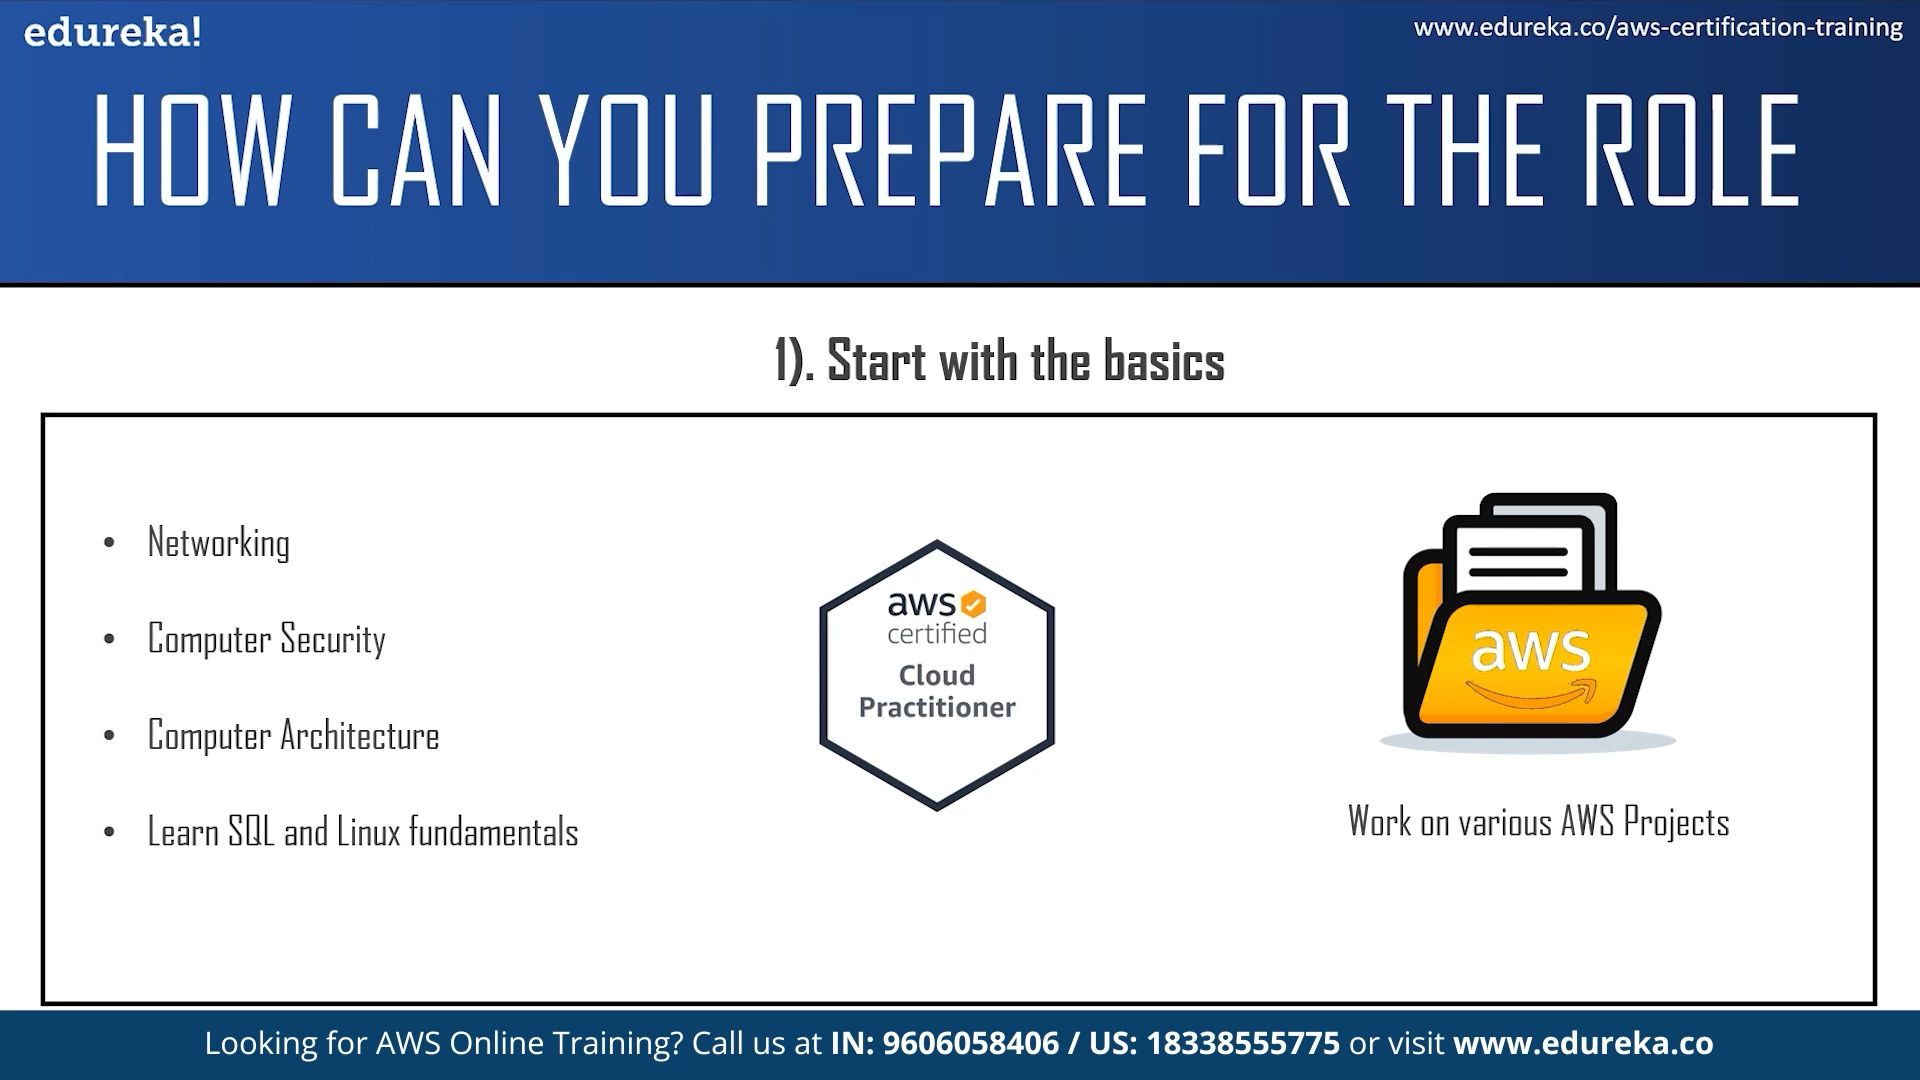 edureka!
www.edureka.co/aws-certification-training
HOW CAN YOU PREPARE FOR THE ROLE
1). Start with the basics
• Networking
• Computer Security
• Computer Architecture
• Learn SQL and Linux fundamentals
aws
certified
Cloud
Practitioner
aws
Work on various AWS Projects
Looking for AWS Online Training? Call us at IN: 9606058406 / US: 18338555775 or visit www.edureka.co